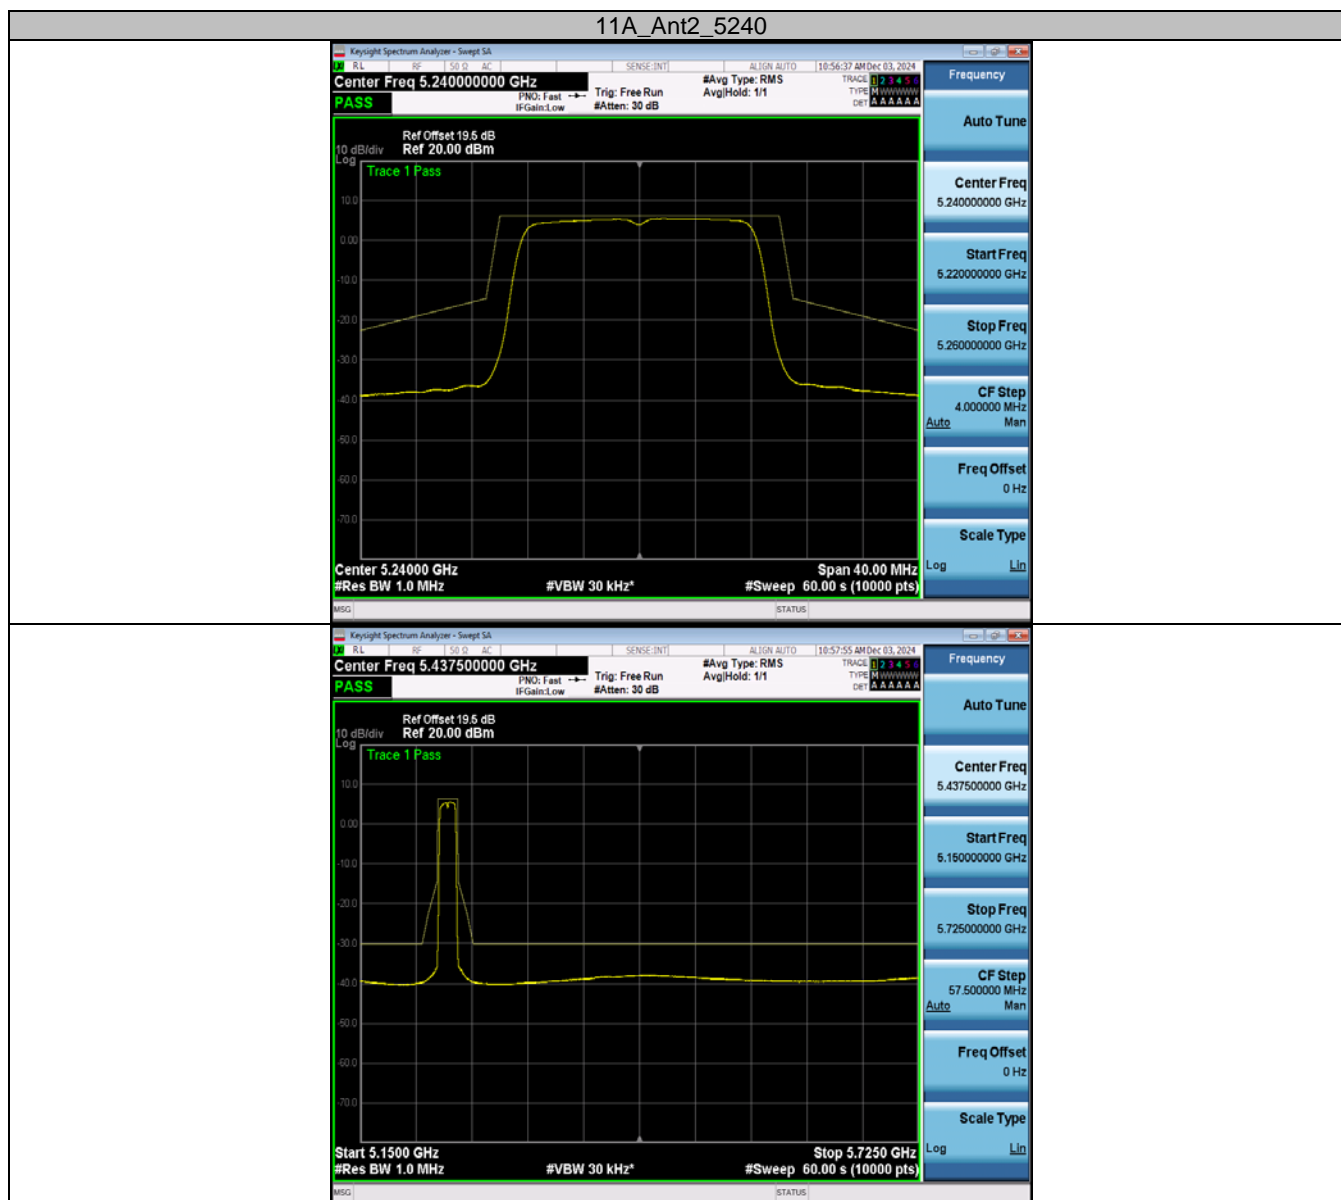 11A_Ant2_5240
Keysight Spectrum Analyzer - Swept SA
RL RF 50 Ω AC SENSE:INT ALIGN AUTO 10:56:37 AM Dec 03, 2024
Center Freq 5.240000000 GHz
PASS
PNO: Fast
IFGain:Low
Trig: Free Run
#Atten: 30 dB
#Avg Type: RMS
Avg|Hold: 1/1
TRACE 1 2 3 4 5 6
TYPE M W W W W W
DET A A A A A A
Ref Offset 19.5 dB
10 dB/div Ref 20.00 dBm
Log
Trace 1 Pass
10.0
0.00
-10.0
-20.0
-30.0
-40.0
-50.0
-60.0
-70.0
Center 5.24000 GHz Span 40.00 MHz
#Res BW 1.0 MHz #VBW 30 kHz* #Sweep 60.00 s (10000 pts)
MSG STATUS
Frequency
Auto Tune
Center Freq
5.240000000 GHz
Start Freq
5.220000000 GHz
Stop Freq
5.260000000 GHz
CF Step
4.000000 MHz
Auto Man
Freq Offset
0 Hz
Scale Type
Log Lin
Keysight Spectrum Analyzer - Swept SA
RL RF 50 Ω AC SENSE:INT ALIGN AUTO 10:57:55 AM Dec 03, 2024
Center Freq 5.437500000 GHz
PASS
PNO: Fast
IFGain:Low
Trig: Free Run
#Atten: 30 dB
#Avg Type: RMS
Avg|Hold: 1/1
TRACE 1 2 3 4 5 6
TYPE M W W W W W
DET A A A A A A
Ref Offset 19.5 dB
10 dB/div Ref 20.00 dBm
Log
Trace 1 Pass
10.0
0.00
-10.0
-20.0
-30.0
-40.0
-50.0
-60.0
-70.0
Start 5.1500 GHz Stop 5.7250 GHz
#Res BW 1.0 MHz #VBW 30 kHz* #Sweep 60.00 s (10000 pts)
MSG STATUS
Frequency
Auto Tune
Center Freq
5.437500000 GHz
Start Freq
5.150000000 GHz
Stop Freq
5.725000000 GHz
CF Step
57.500000 MHz
Auto Man
Freq Offset
0 Hz
Scale Type
Log Lin